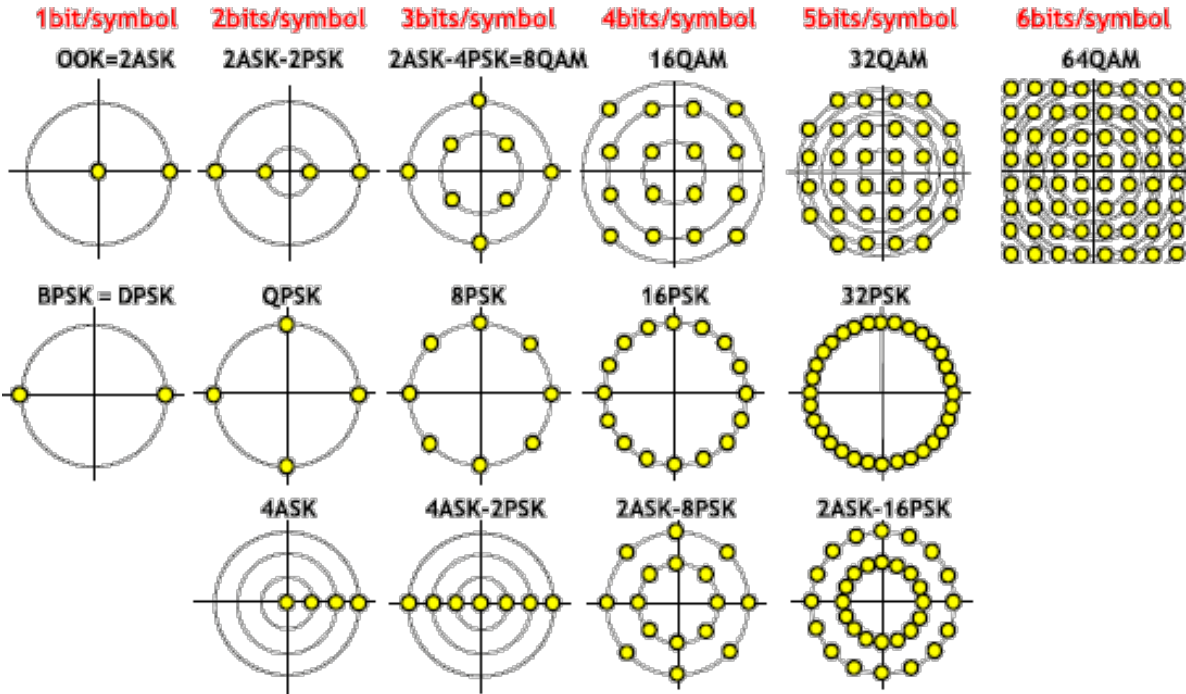 1bit/symbol 2bits/symbol 3bits/symbol 4bits/symbol 5bits/symbol 6bits/symbol
OOK=2ASK 2ASK-2PSK 2ASK-4PSK=8QAM 16QAM 32QAM 64QAM
BPSK = DPSK QPSK 8PSK 16PSK 32PSK
4ASK 4ASK-2PSK 2ASK-8PSK 2ASK-16PSK